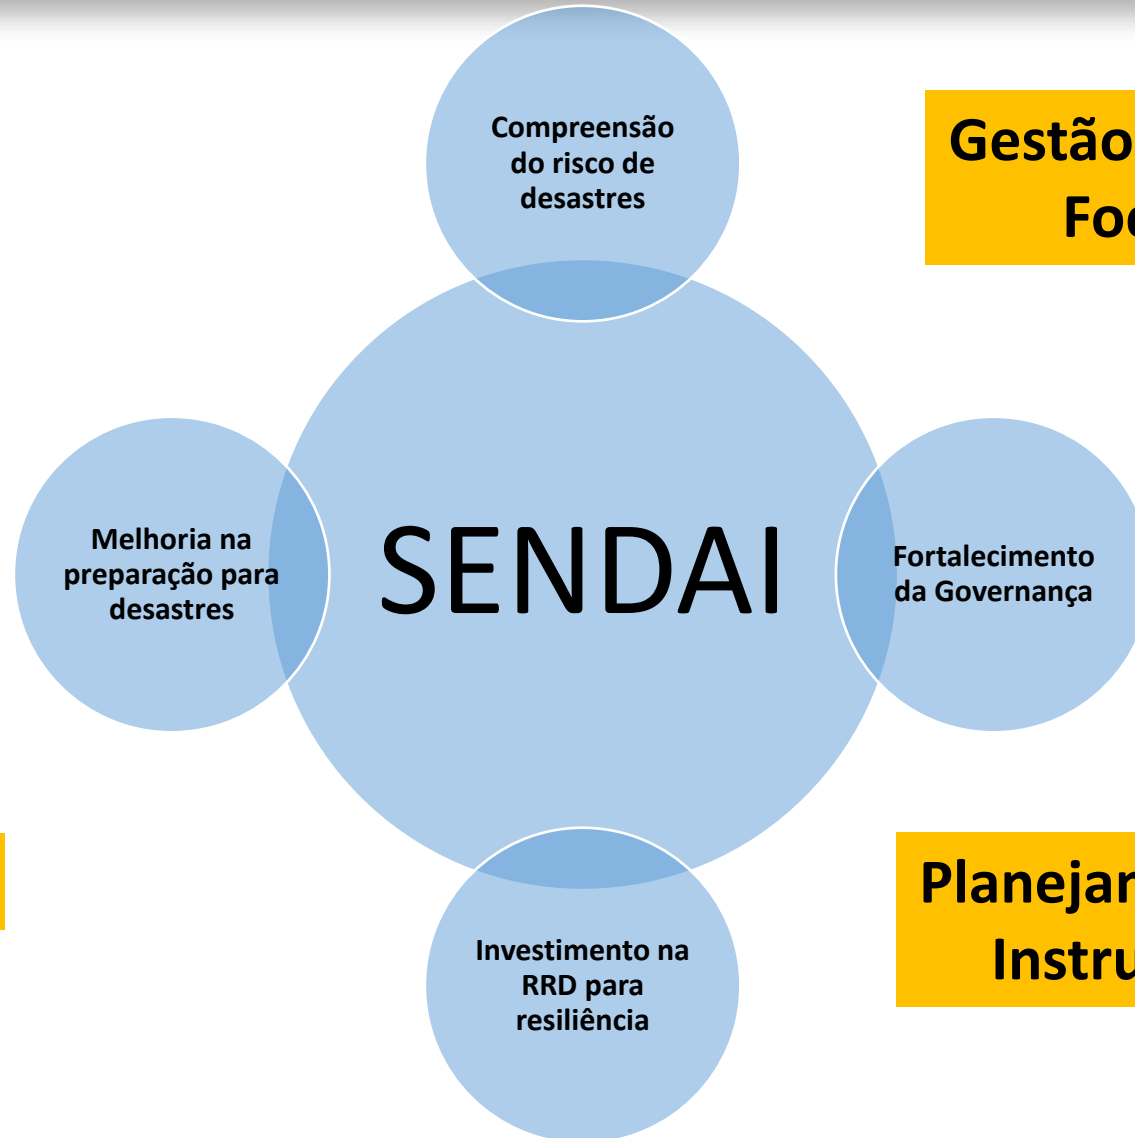 Compreensão
do risco de
desastres
Gestão
Melhoria na
preparação para
desastres
SENDAI
Fortalecimento
da Governança
Investimento na
RRD para
resiliência